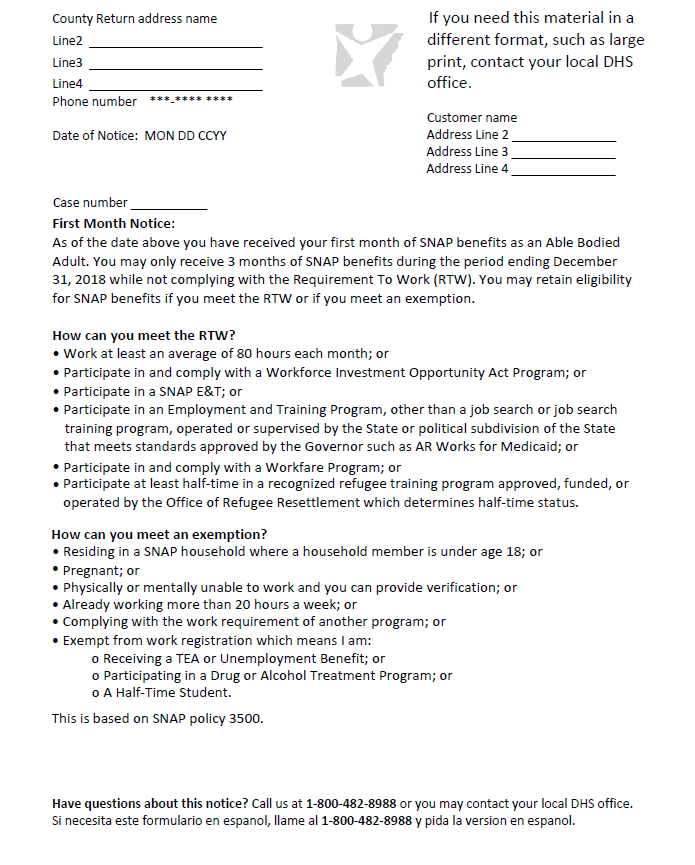 County Return address name
Line2 ___________________________
Line3 ___________________________
Line4 ___________________________
Phone number ***-**** ****
Date of Notice: MON DD CCYY
If you need this material in a
different format, such as large
print, contact your local DHS
office.
Customer name
Address Line 2 ________________
Address Line 3 ________________
Address Line 4 ________________
Case number ____________
First Month Notice:
As of the date above you have received your first month of SNAP benefits as an Able Bodied
Adult. You may only receive 3 months of SNAP benefits during the period ending December
31, 2018 while not complying with the Requirement To Work (RTW). You may retain eligibility
for SNAP benefits if you meet the RTW or if you meet an exemption.
How can you meet the RTW?
• Work at least an average of 80 hours each month; or
• Participate in and comply with a Workforce Investment Opportunity Act Program; or
• Participate in a SNAP E&T; or
• Participate in an Employment and Training Program, other than a job search or job search
training program, operated or supervised by the State or political subdivision of the State
that meets standards approved by the Governor such as AR Works for Medicaid; or
• Participate in and comply with a Workfare Program; or
• Participate at least half-time in a recognized refugee training program approved, funded, or
operated by the Office of Refugee Resettlement which determines half-time status.
How can you meet an exemption?
• Residing in a SNAP household where a household member is under age 18; or
• Pregnant; or
• Physically or mentally unable to work and you can provide verification; or
• Already working more than 20 hours a week; or
• Complying with the work requirement of another program; or
• Exempt from work registration which means I am:
o Receiving a TEA or Unemployment Benefit; or
o Participating in a Drug or Alcohol Treatment Program; or
o A Half-Time Student.
This is based on SNAP policy 3500.
Have questions about this notice? Call us at 1-800-482-8988 or you may contact your local DHS office.
Si necesita este formulario en espanol, llame al 1-800-482-8988 y pida la version en espanol.